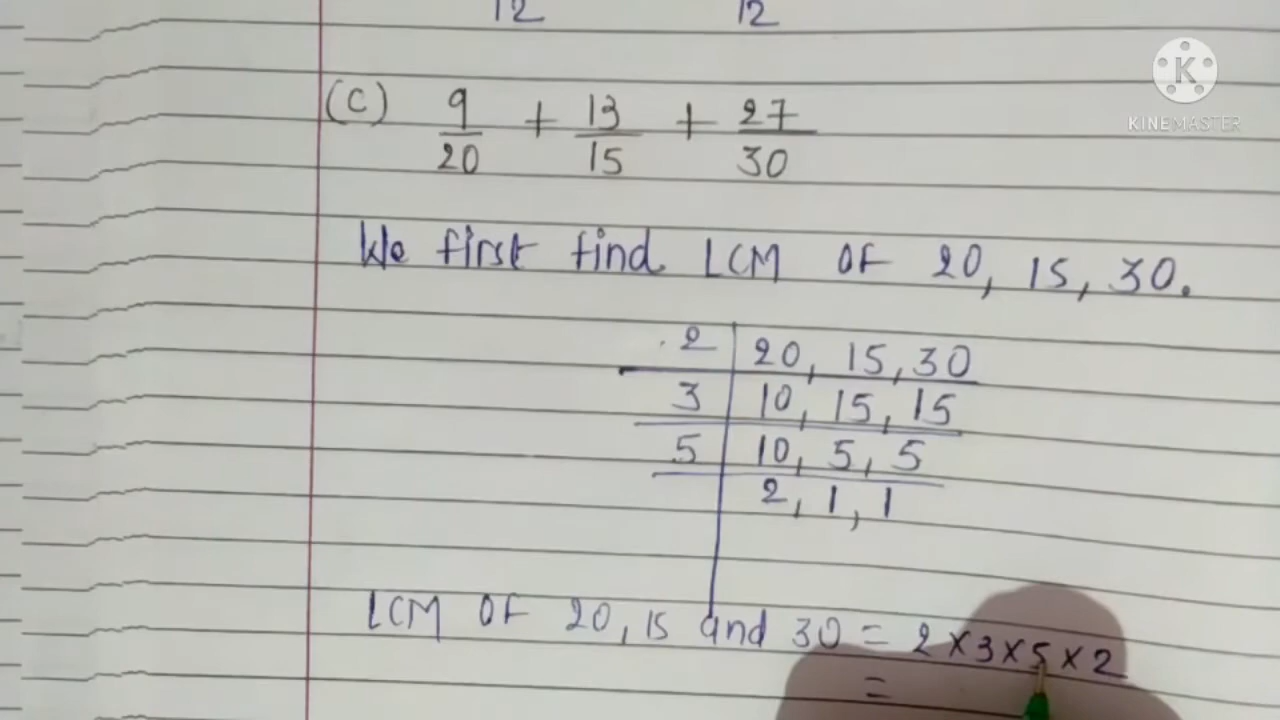 12 12
(C) 9/20 + 13/15 + 27/30
We first find LCM OF 20, 15, 30.
2 | 20, 15, 30
3 | 10, 15, 15
5 | 10, 5, 5
2, 1, 1
LCM OF 20, 15 and 30 = 2 × 3 × 5 × 2
=
K
KINEMASTER